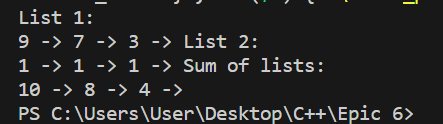 List 1:
9 -> 7 -> 3 -> List 2:
1 -> 1 -> 1 -> Sum of lists:
10 -> 8 -> 4 ->
PS C:\Users\User\Desktop\C++\Epic 6>